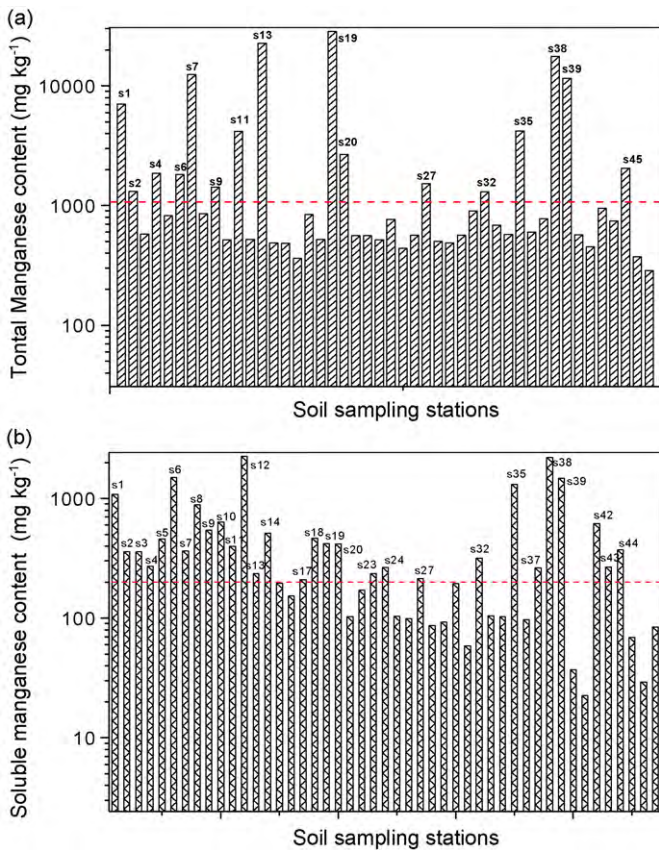 (a)
Tontal Manganese content (mg kg⁻¹)
10000
1000
100
s1
s2
s4
s6
s7
s9
s11
s13
s19
s20
s27
s32
s35
s38
s39
s45
Soil sampling stations
(b)
Soluble manganese content (mg kg⁻¹)
1000
100
10
s1
s2
s3
s4
s5
s6
s7
s8
s9
s10
s11
s12
s13
s14
s17
s18
s19
s20
s23
s24
s27
s32
s35
s37
s38
s39
s42
s43
s44
Soil sampling stations